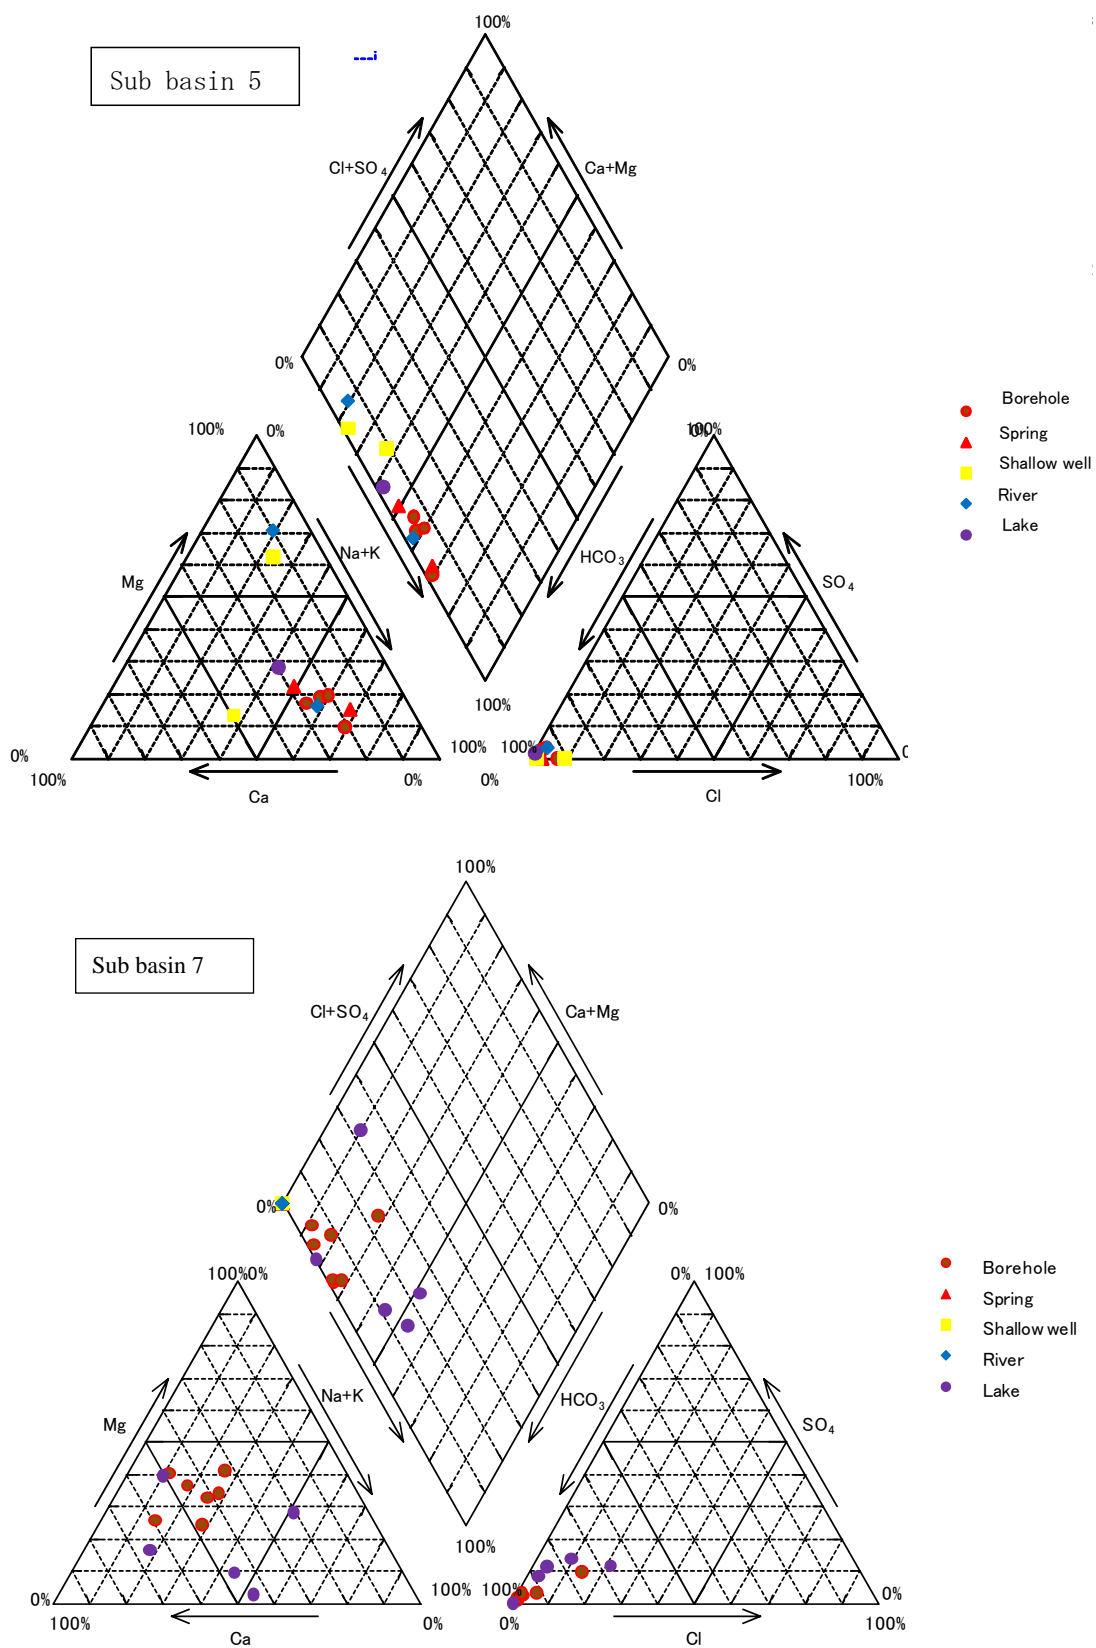 100%
Sub basin 5
Cl+SO4
Ca+Mg
0%
0%
Borehole
100%
0%
100%
0%
Spring
Shallow well
River
Lake
Mg
Na+K
HCO3
SO4
100%
100%
100%
0%
100%
0%
0%
100%
Ca
Cl
100%
Sub basin 7
Cl+SO4
Ca+Mg
0%
0%
Borehole
100%
0%
0%
100%
Spring
Shallow well
River
Lake
Mg
Na+K
HCO3
SO4
100%
100%
100%
0%
0%
100%
0%
0%
100%
Ca
Cl